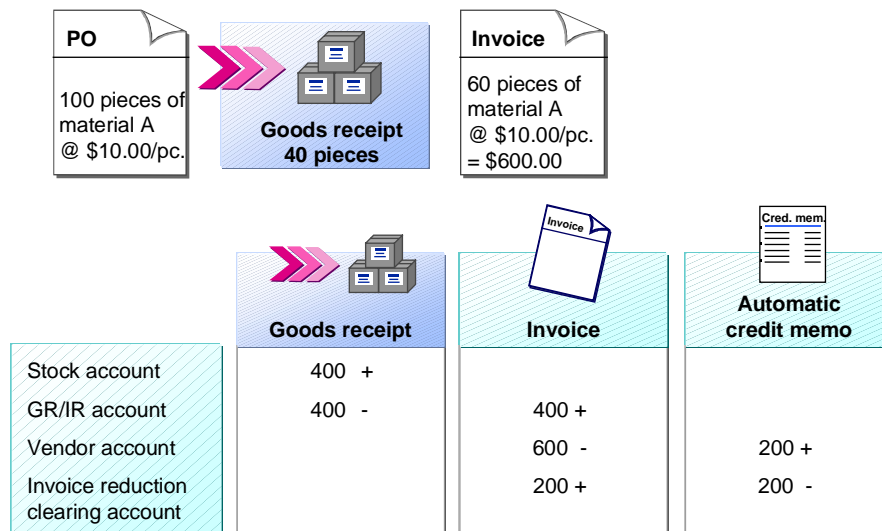 PO
100 pieces of
material A
@ $10.00/pc.
Goods receipt
40 pieces
Invoice
60 pieces of
material A
@ $10.00/pc.
= $600.00
Goods receipt
Invoice
Invoice
Cred. mem.
Automatic
credit memo
Stock account 400 +
GR/IR account 400 - 400 +
Vendor account 600 - 200 +
Invoice reduction 200 + 200 -
clearing account